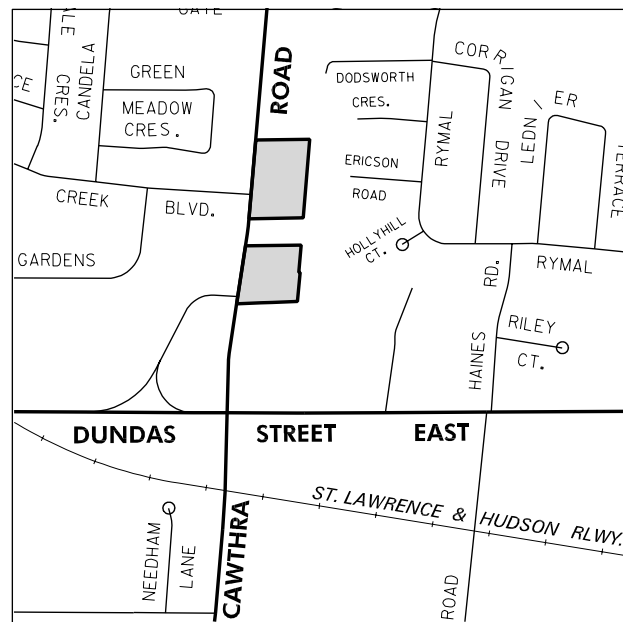 ROAD
CANDELA
CRES.
GREEN
MEADOW
CRES.
CREEK
BLVD.
GARDENS
DODSWORTH
CRES.
ERICSON
ROAD
HOLLYHILL
CT.
RYMAL
CORRIGAN
DRIVE
TERRACE
RYMAL
HAINES
RD.
RILEY
CT.
DUNDAS STREET EAST
ST. LAWRENCE & HUDSON RLWY.
NEEDHAM
LANE
CAWTHRA
ROAD